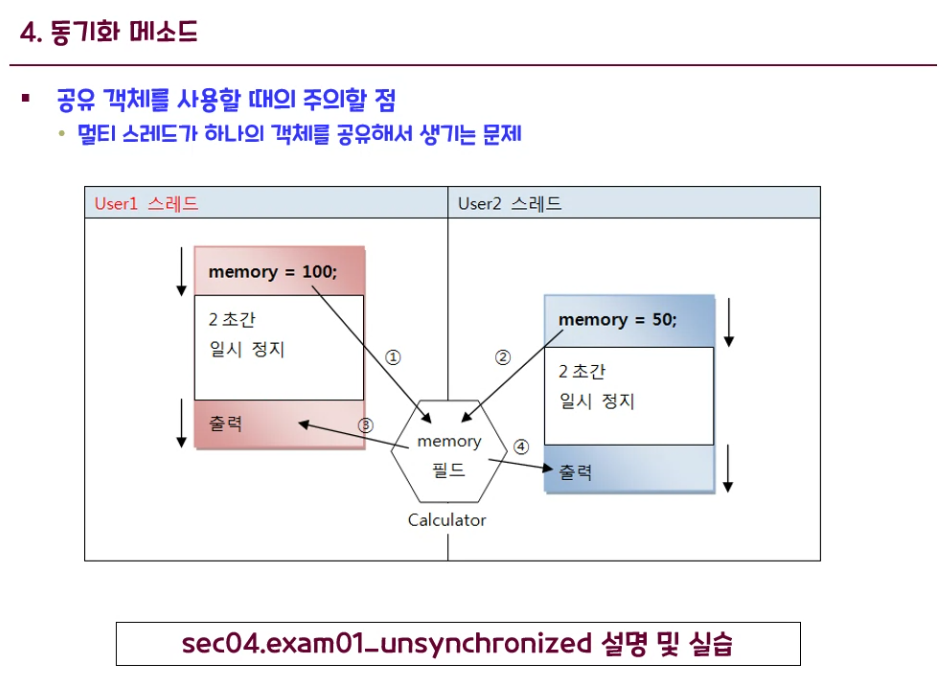 4. 동기화 메소드
▪ 공유 객체를 사용할 때의 주의할 점
• 멀티 스레드가 하나의 객체를 공유해서 생기는 문제
User1 스레드
User2 스레드
memory = 100;
2초간
일시 정지
출력
memory = 50;
2초간
일시 정지
출력
①
②
③
④
memory
필드
Calculator
sec04.exam01_unsynchronized 설명 및 실습